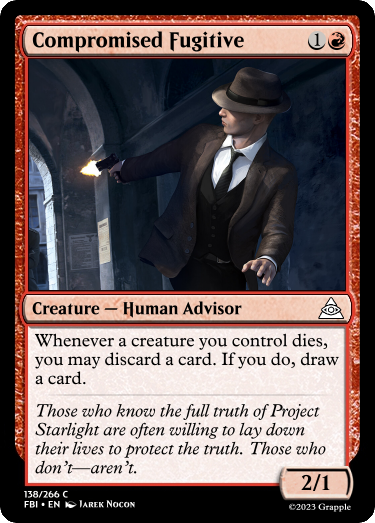 Compromised Fugitive 1
Creature — Human Advisor
Whenever a creature you control dies,
you may discard a card. If you do, draw
a card.
Those who know the full truth of Project
Starlight are often willing to lay down
their lives to protect the truth. Those who
don't—aren't.
2/1
138/266 C
FBI • EN Jarek Nocon
©2023 Grapple